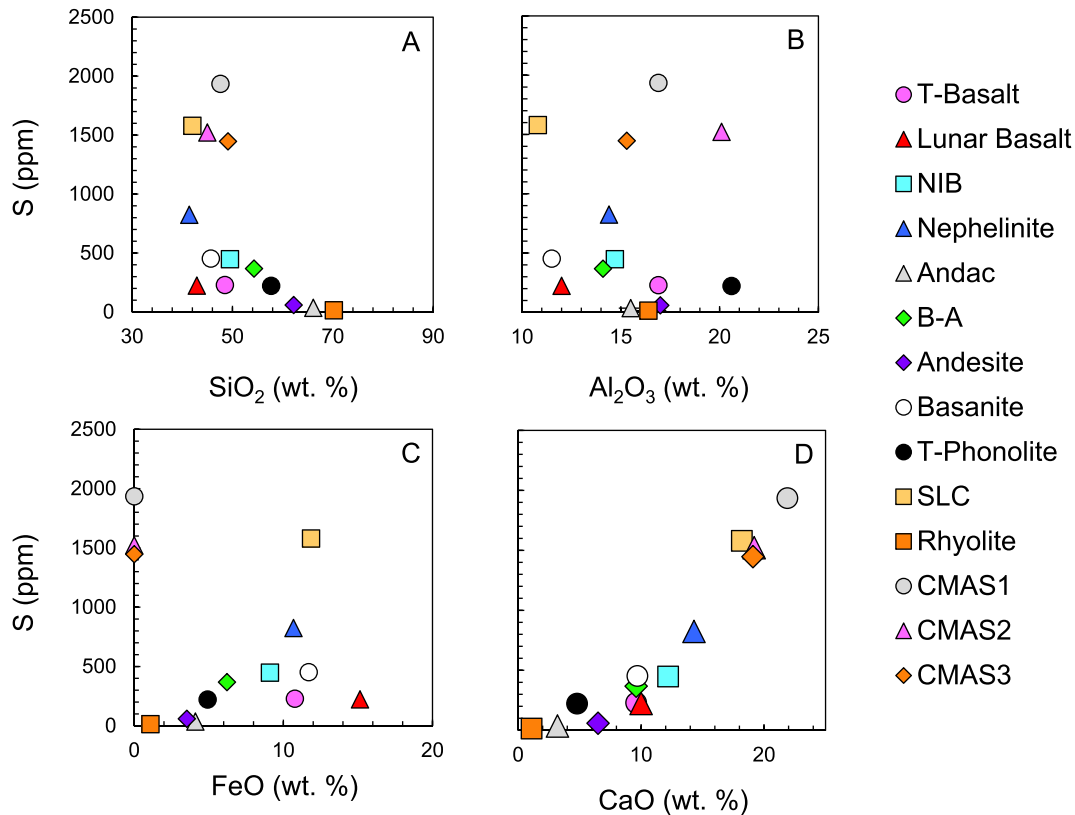 A
2500
2000
1500
1000
500
0
S (ppm)
30
50
70
90
SiO₂ (wt. %)
B
10
15
20
25
Al₂O₃ (wt. %)
C
2500
2000
1500
1000
500
0
S (ppm)
0
10
20
FeO (wt. %)
D
0
10
20
CaO (wt. %)
T-Basalt
Lunar Basalt
NIB
Nephelinite
Andac
B-A
Andesite
Basanite
T-Phonolite
SLC
Rhyolite
CMAS1
CMAS2
CMAS3